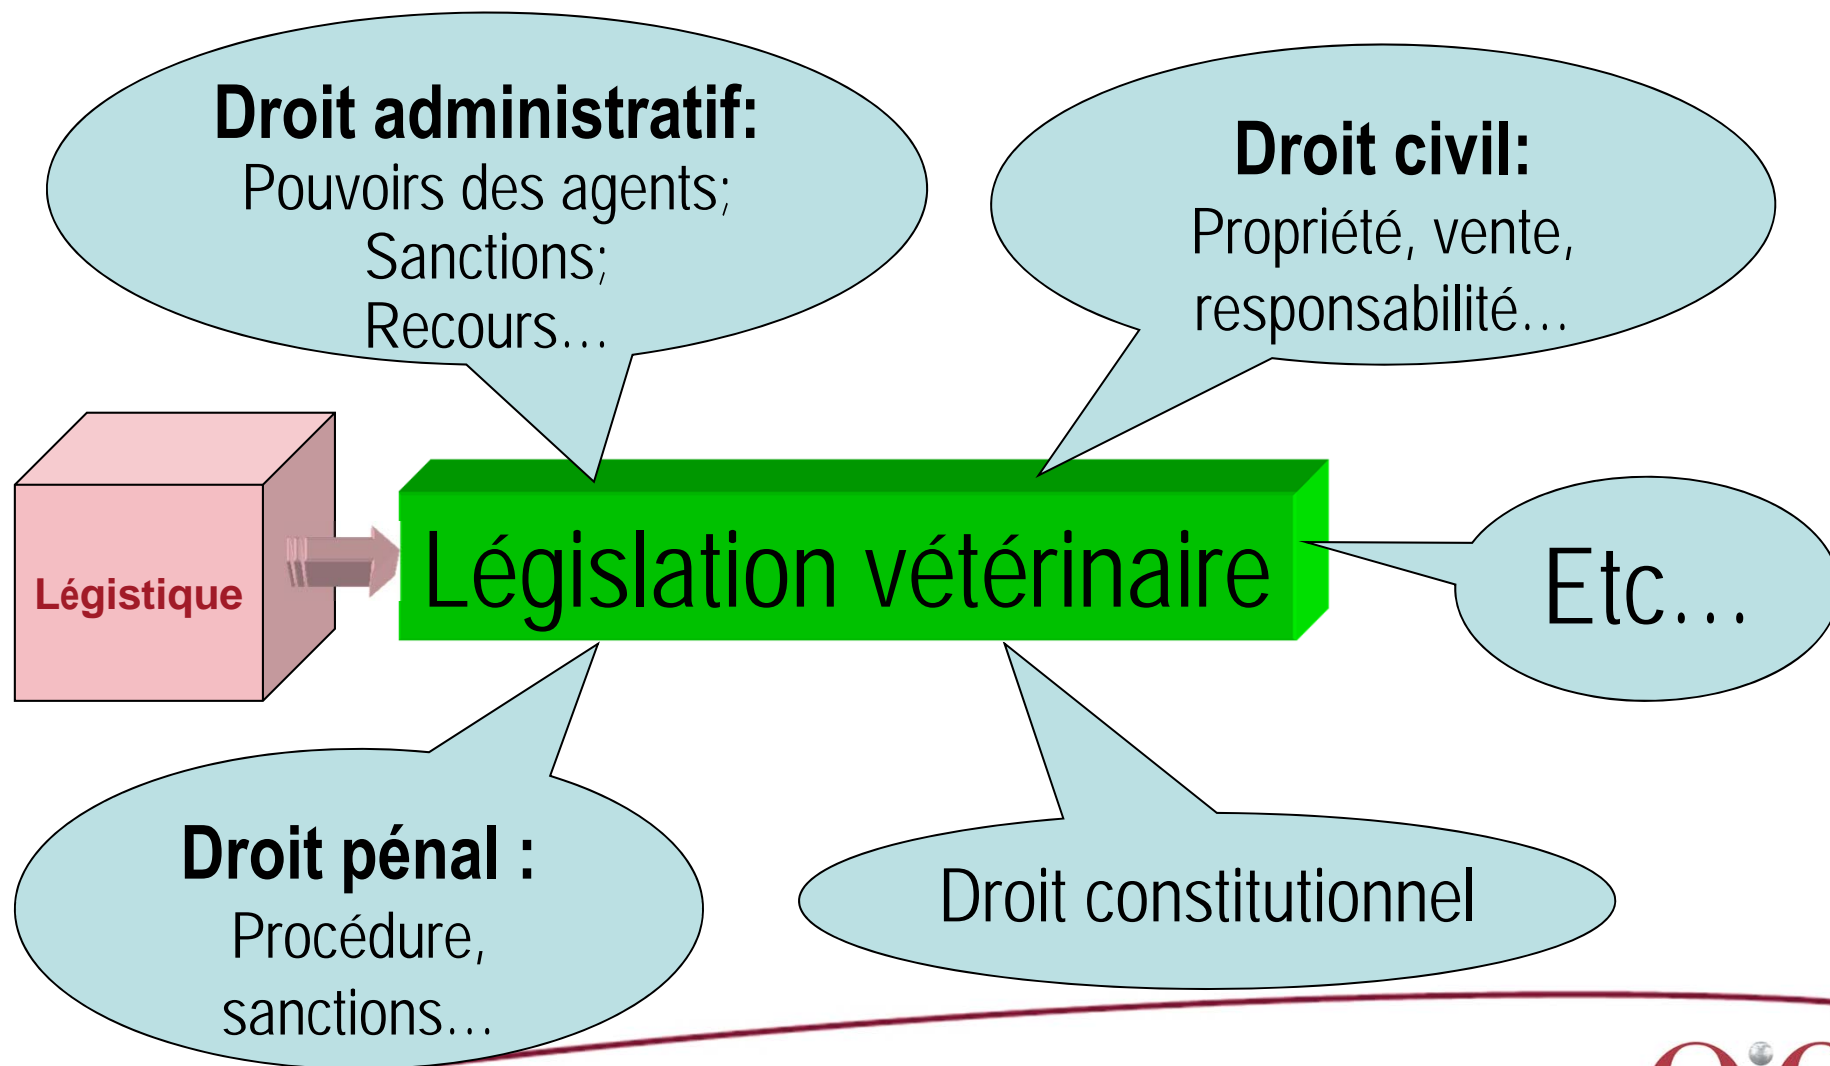 Droit administratif:
Pouvoirs des agents;
Sanctions;
Recours…
Droit civil:
Propriété, vente,
responsabilité…
Légistique
Législation vétérinaire
Etc…
Droit pénal :
Procédure,
sanctions…
Droit constitutionnel